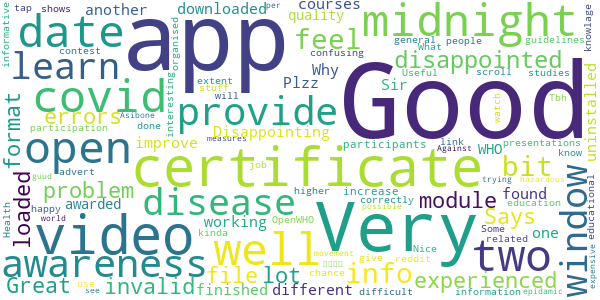 tap shows another downloaded courses
informative
contest date app feel quality Why midnight general What people guidelines
Sir disappointed
knowilage
learn interesting organised confusing Plzz extent stuff Useful scroll studies
covid provide Good
errors Disappointing Tbh watch uninstalled
format participation Asibone will improve participants WHO link presentations
open done measures Against know
advert certificate job bit
problem disease higher increase module found educational
loaded awarded working OpenWHO correctly Says Some related education one
Health happy world video kinda Very Nice two window
awareness well movement possible trying hazardous
guud file lot chance give info reddit experienced expensive
Great use see invalid finished different difficult information epidamic per